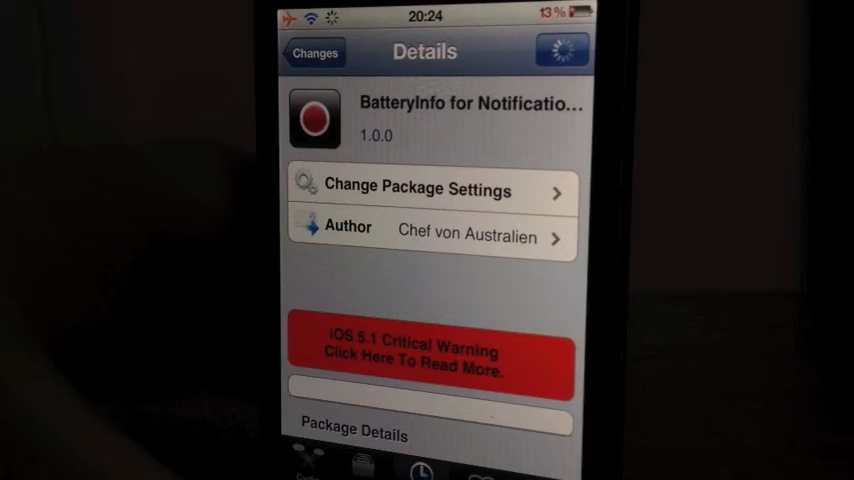 20:24
13 %
Changes
Details
BatteryInfo for Notificatio...
1.0.0
Change Package Settings
Author
Chef von Australien
iOS 5.1 Critical Warning
Click Here To Read More.
Package Details